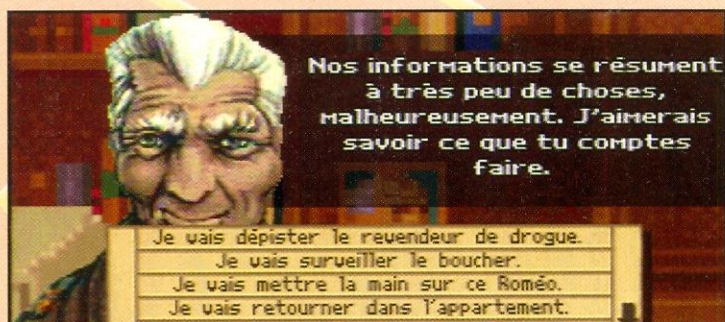 Nos informations se résument
à très peu de choses,
malheureusement. J'aimerais
savoir ce que tu comptes
faire.
Je vais dépister le revendeur de drogue.
Je vais surveiller le boucher.
Je vais mettre la main sur ce Roméo.
Je vais retourner dans l'appartement.